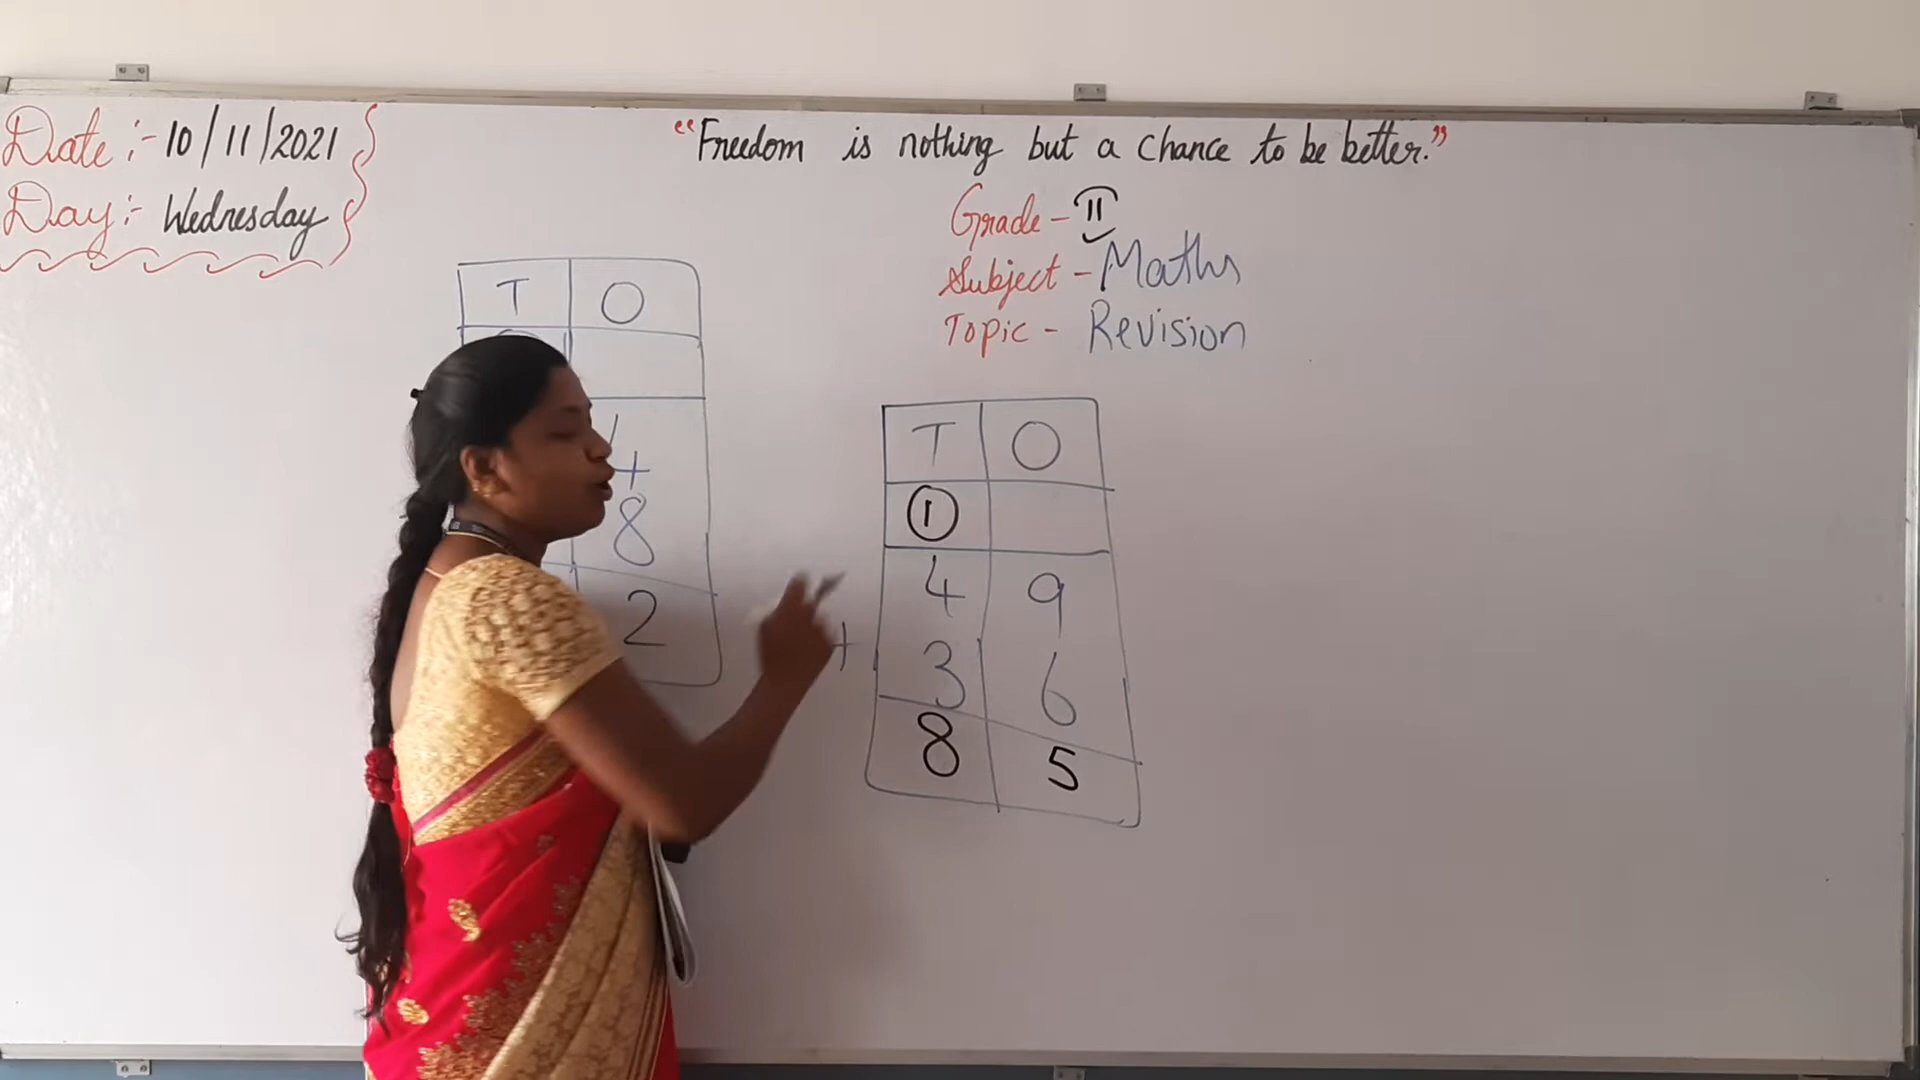 Date :- 10/11/2021
Day :- Wednesday
"Freedom is nothing but a chance to be better."
Grade - II
Subject - Maths
Topic - Revision
T O
4
8
2
T O
1
4 9
+ 3 6
8 5